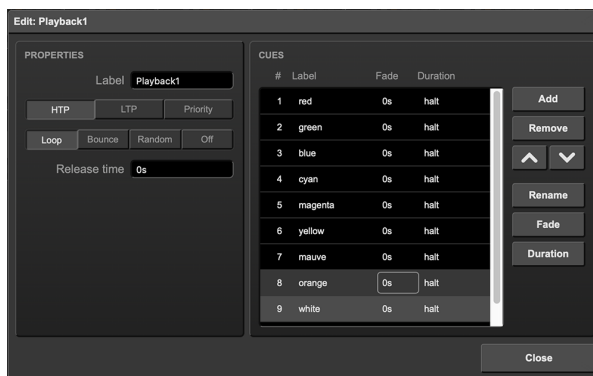 Edit: Playback1
PROPERTIES
Label Playback1
HTP LTP Priority
Loop Bounce Random Off
Release time 0s
CUES
# Label Fade Duration
1 red 0s halt
2 green 0s halt
3 blue 0s halt
4 cyan 0s halt
5 magenta 0s halt
6 yellow 0s halt
7 mauve 0s halt
8 orange 0s halt
9 white 0s halt
Add
Remove
Rename
Fade
Duration
Close